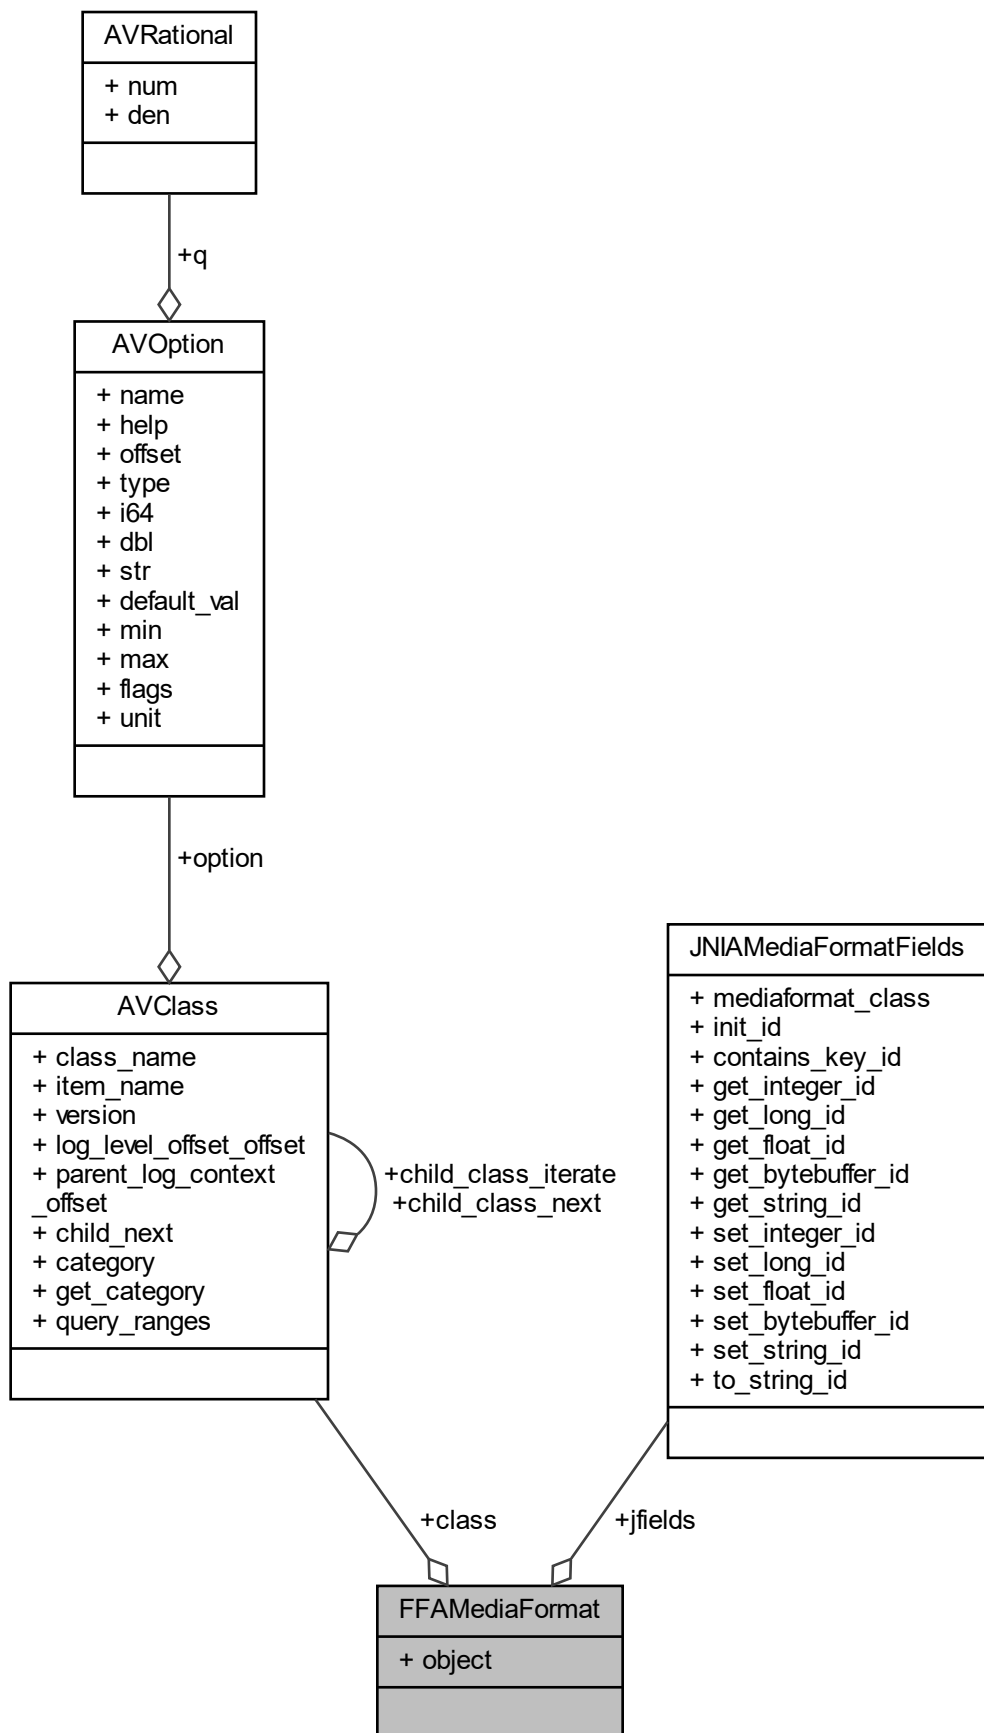 AVRational
+ num
+ den
+q
AVOption
+ name
+ help
+ offset
+ type
+ i64
+ dbl
+ str
+ default_val
+ min
+ max
+ flags
+ unit
+option
AVClass
+ class_name
+ item_name
+ version
+ log_level_offset_offset
+ parent_log_context
_offset
+ child_next
+ category
+ get_category
+ query_ranges
+child_class_iterate
+child_class_next
JNIAMediaFormatFields
+ mediaformat_class
+ init_id
+ contains_key_id
+ get_integer_id
+ get_long_id
+ get_float_id
+ get_bytebuffer_id
+ get_string_id
+ set_integer_id
+ set_long_id
+ set_float_id
+ set_bytebuffer_id
+ set_string_id
+ to_string_id
+class
+jfields
FFAMediaFormat
+ object